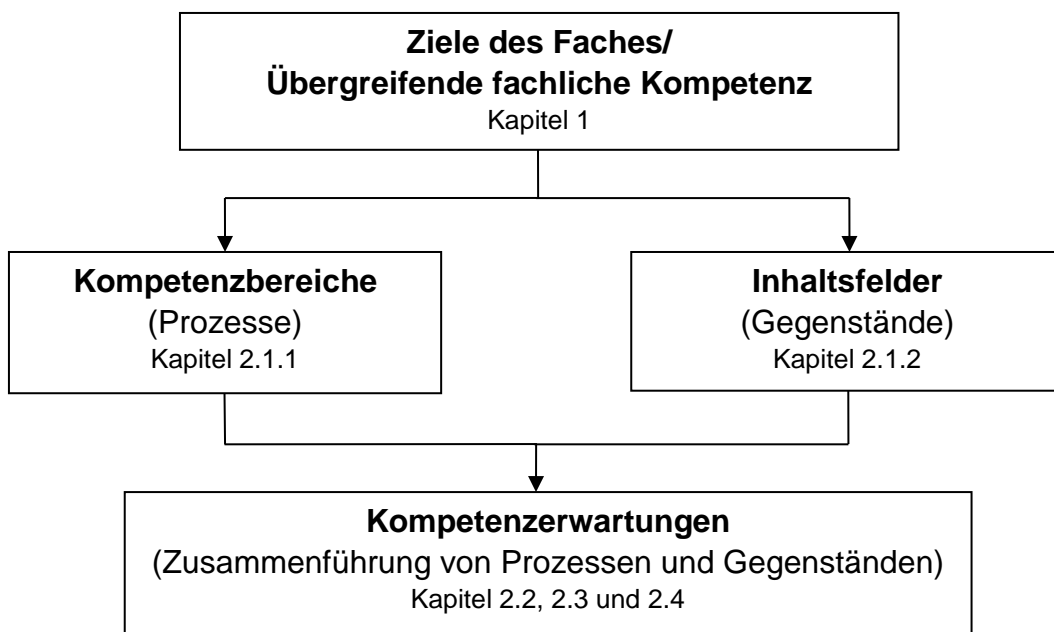 Ziele des Faches/
Übergreifende fachliche Kompetenz
Kapitel 1
Kompetenzbereiche
(Prozesse)
Kapitel 2.1.1
Inhaltsfelder
(Gegenstände)
Kapitel 2.1.2
Kompetenzerwartungen
(Zusammenführung von Prozessen und Gegenständen)
Kapitel 2.2, 2.3 und 2.4